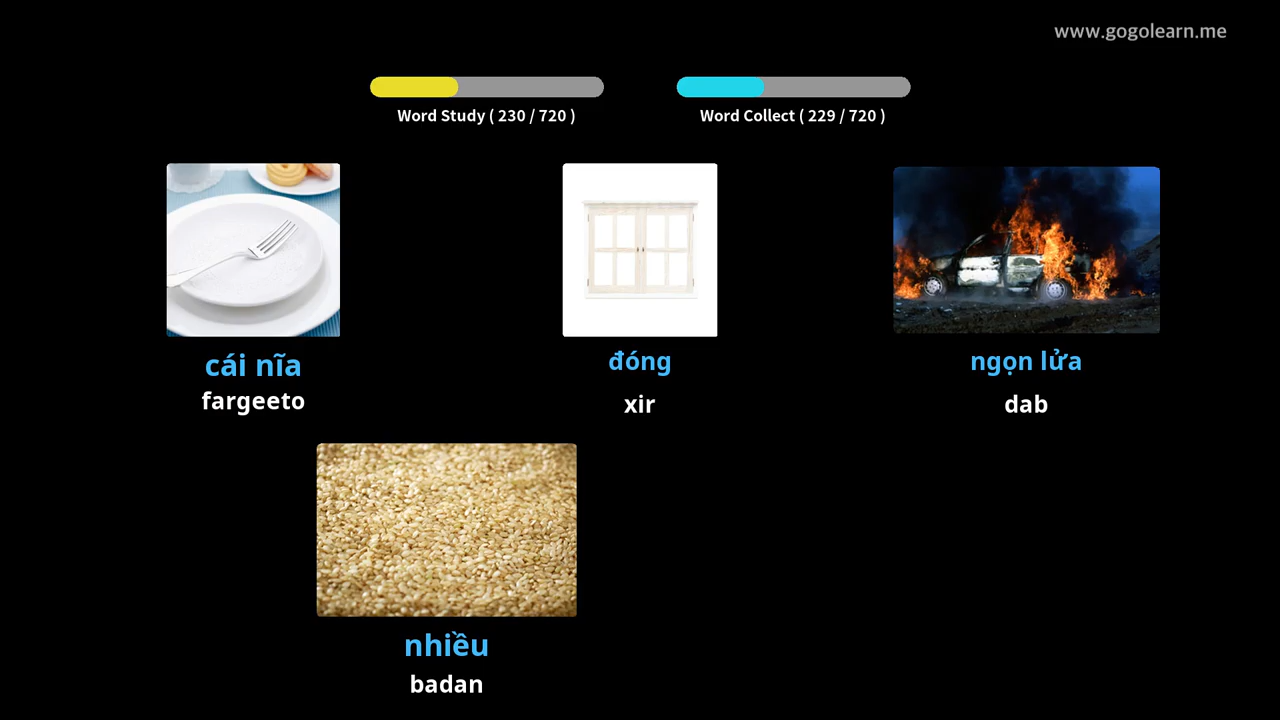 www.gogolearn.me
Word Study ( 230 / 720 )
Word Collect ( 229 / 720 )
cái nĩa
fargeeto
đóng
xir
ngọn lửa
dab
nhiều
badan